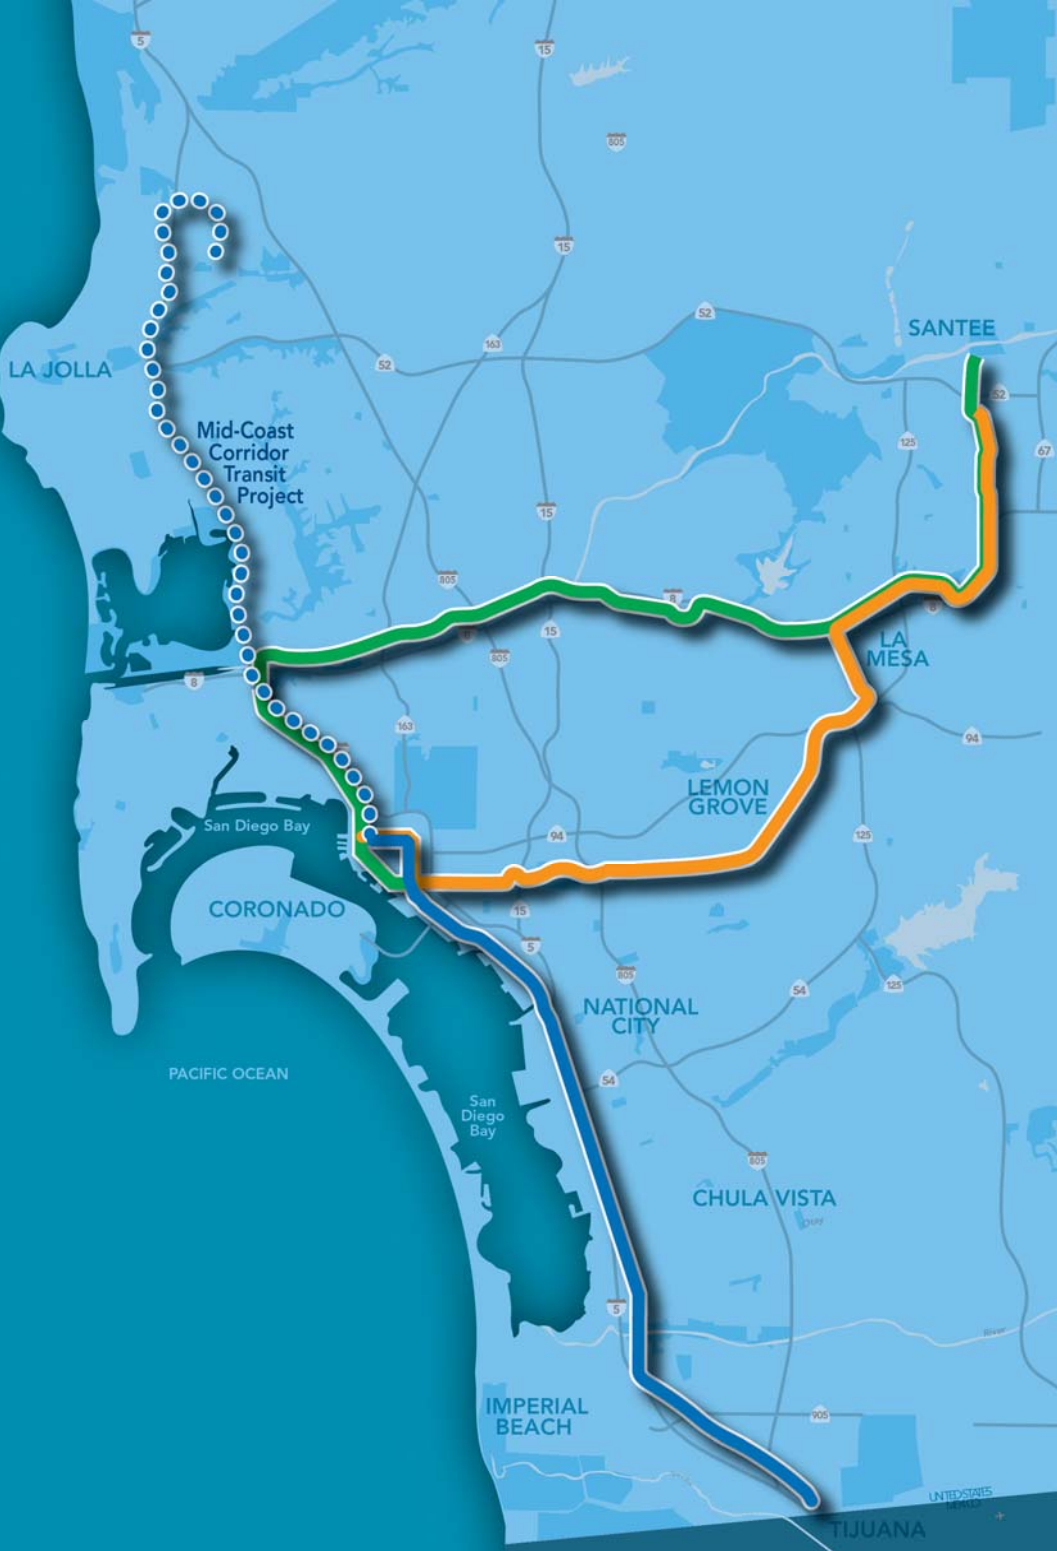 5
15
805
15
52
SANTEE
163
52
LA JOLLA
52
Mid-Coast
Corridor
Transit
Project
125
67
15
805
8
8
15
LA
MESA
805
8
163
94
LEMON
GROVE
San Diego Bay
94
125
CORONADO
15
5
805
54
125
NATIONAL
CITY
PACIFIC OCEAN
54
San
Diego
Bay
805
CHULA VISTA
Otay
5
River
IMPERIAL
BEACH
905
UNITED STATES
MEXICO
TIJUANA